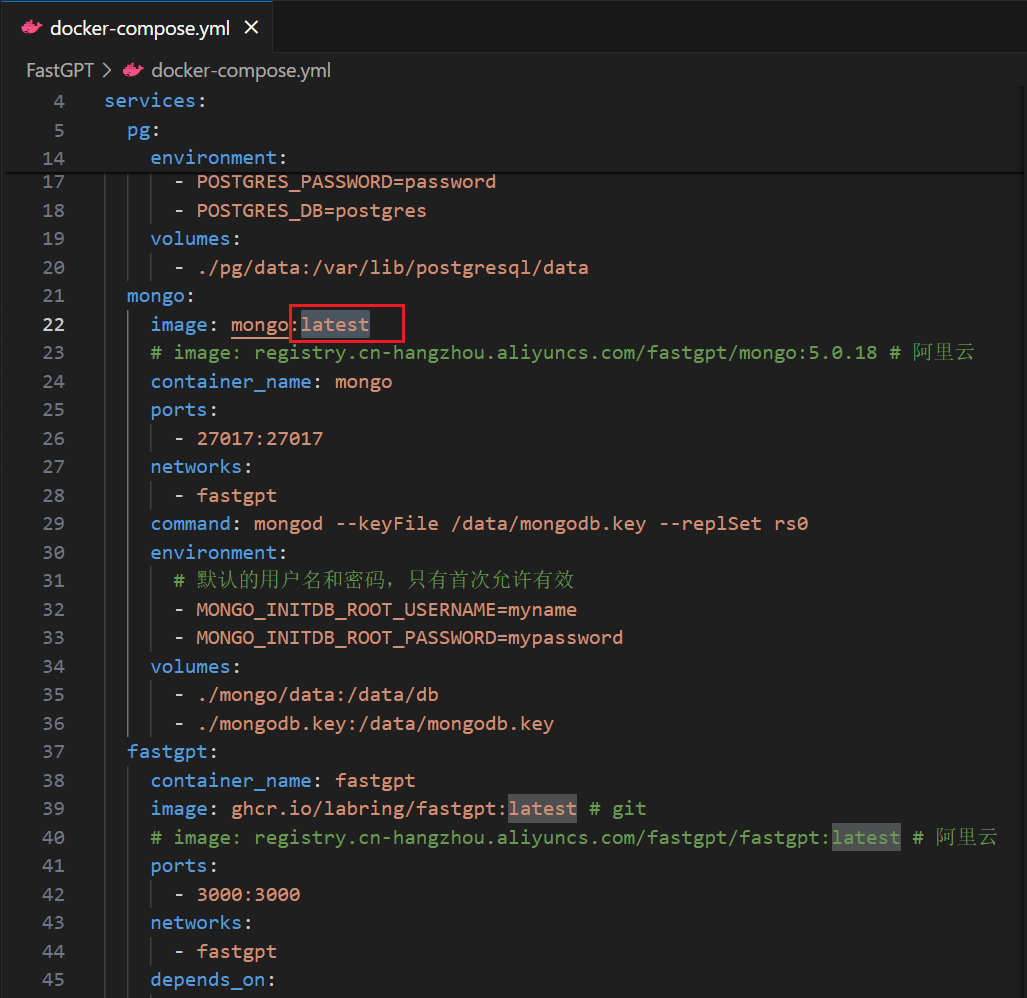 docker-compose.yml
FastGPT > docker-compose.yml
4 services:
5 pg:
14 environment:
17 - POSTGRES_PASSWORD=password
18 - POSTGRES_DB=postgres
19 volumes:
20 - ./pg/data:/var/lib/postgresql/data
21 mongo:
22 image: mongo:latest
23 # image: registry.cn-hangzhou.aliyuncs.com/fastgpt/mongo:5.0.18 # 阿里云
24 container_name: mongo
25 ports:
26 - 27017:27017
27 networks:
28 - fastgpt
29 command: mongod --keyFile /data/mongodb.key --replSet rs0
30 environment:
31 # 默认的用户名和密码，只有首次允许有效
32 - MONGO_INITDB_ROOT_USERNAME=myname
33 - MONGO_INITDB_ROOT_PASSWORD=mypassword
34 volumes:
35 - ./mongo/data:/data/db
36 - ./mongodb.key:/data/mongodb.key
37 fastgpt:
38 container_name: fastgpt
39 image: ghcr.io/labring/fastgpt:latest # git
40 # image: registry.cn-hangzhou.aliyuncs.com/fastgpt/fastgpt:latest # 阿里云
41 ports:
42 - 3000:3000
43 networks:
44 - fastgpt
45 depends_on: